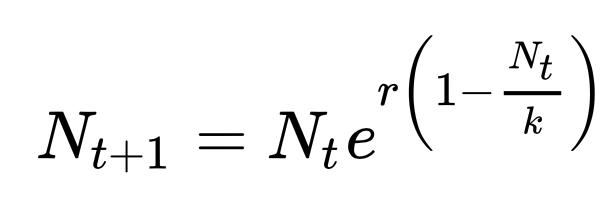 $N_{t+1} = N_t e^{r\left(1-\frac{N_t}{k}\right)}$